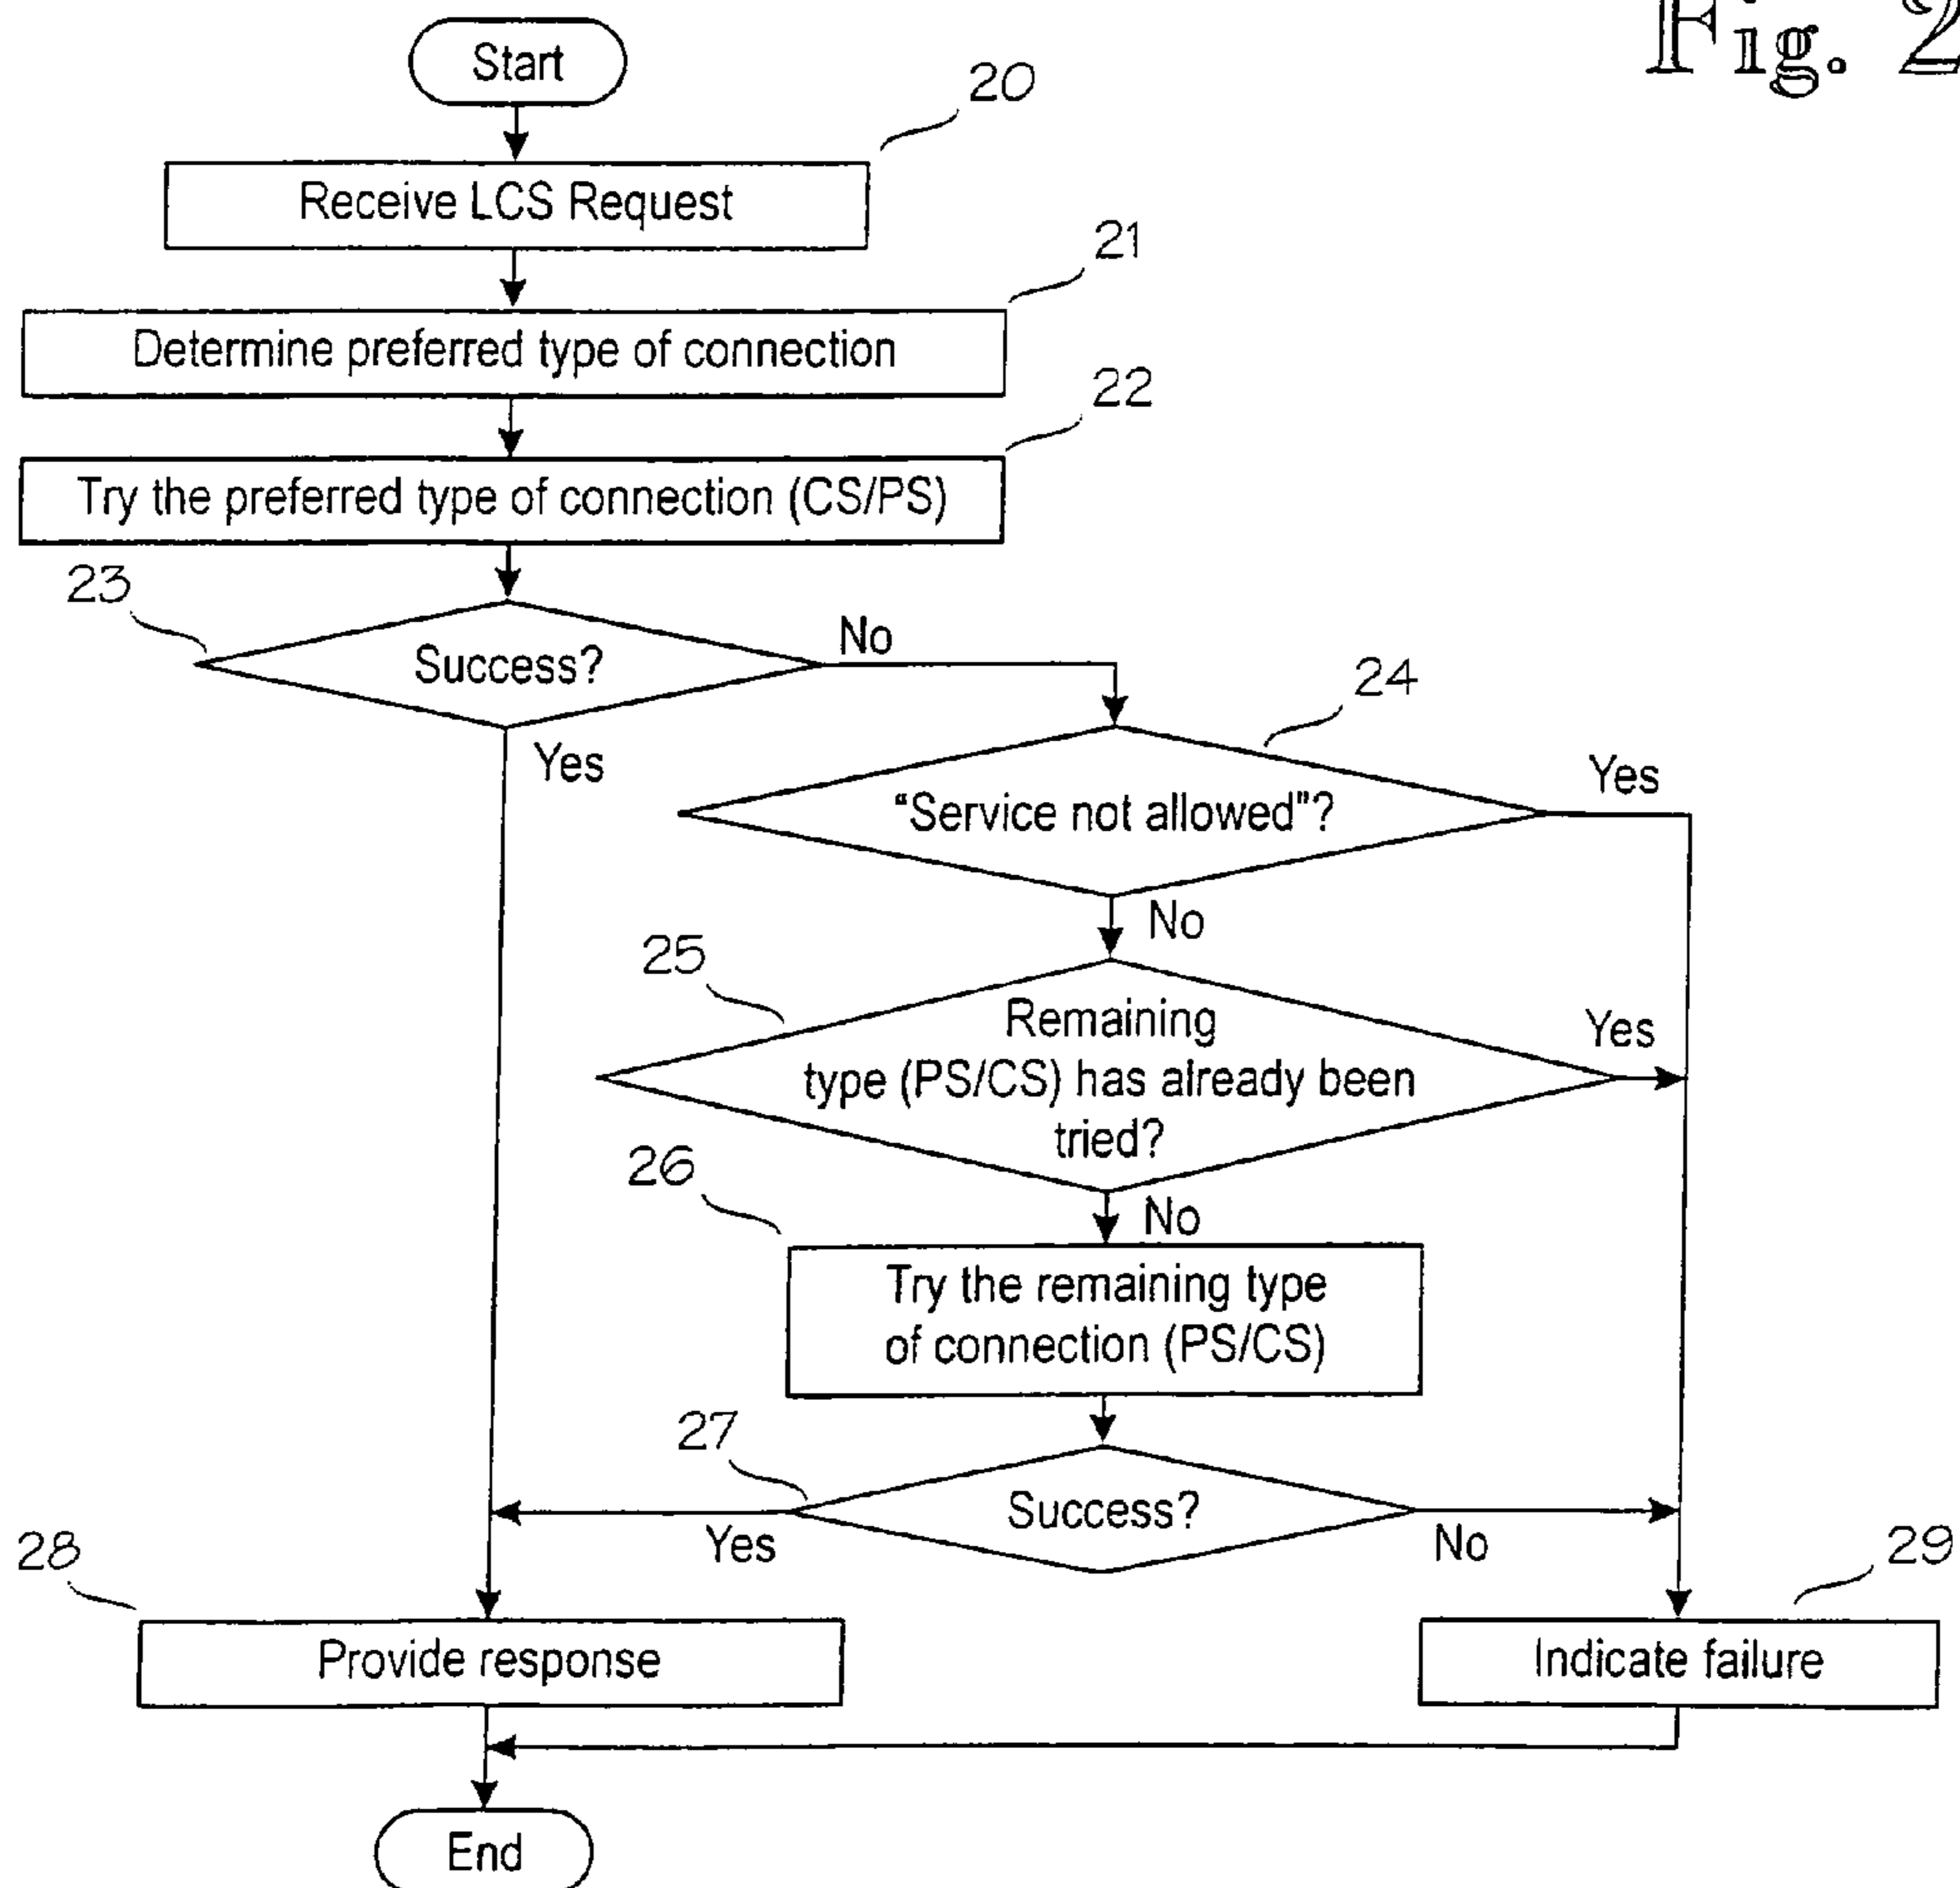 Fig. 2
Start
20
Receive LCS Request
21
Determine preferred type of connection
22
Try the preferred type of connection (CS/PS)
23
Success?
No
Yes
24
"Service not allowed"?
Yes
No
25
Remaining
type (PS/CS) has already been
tried?
Yes
No
26
Try the remaining type
of connection (PS/CS)
27
Success?
Yes
No
28
Provide response
29
Indicate failure
End